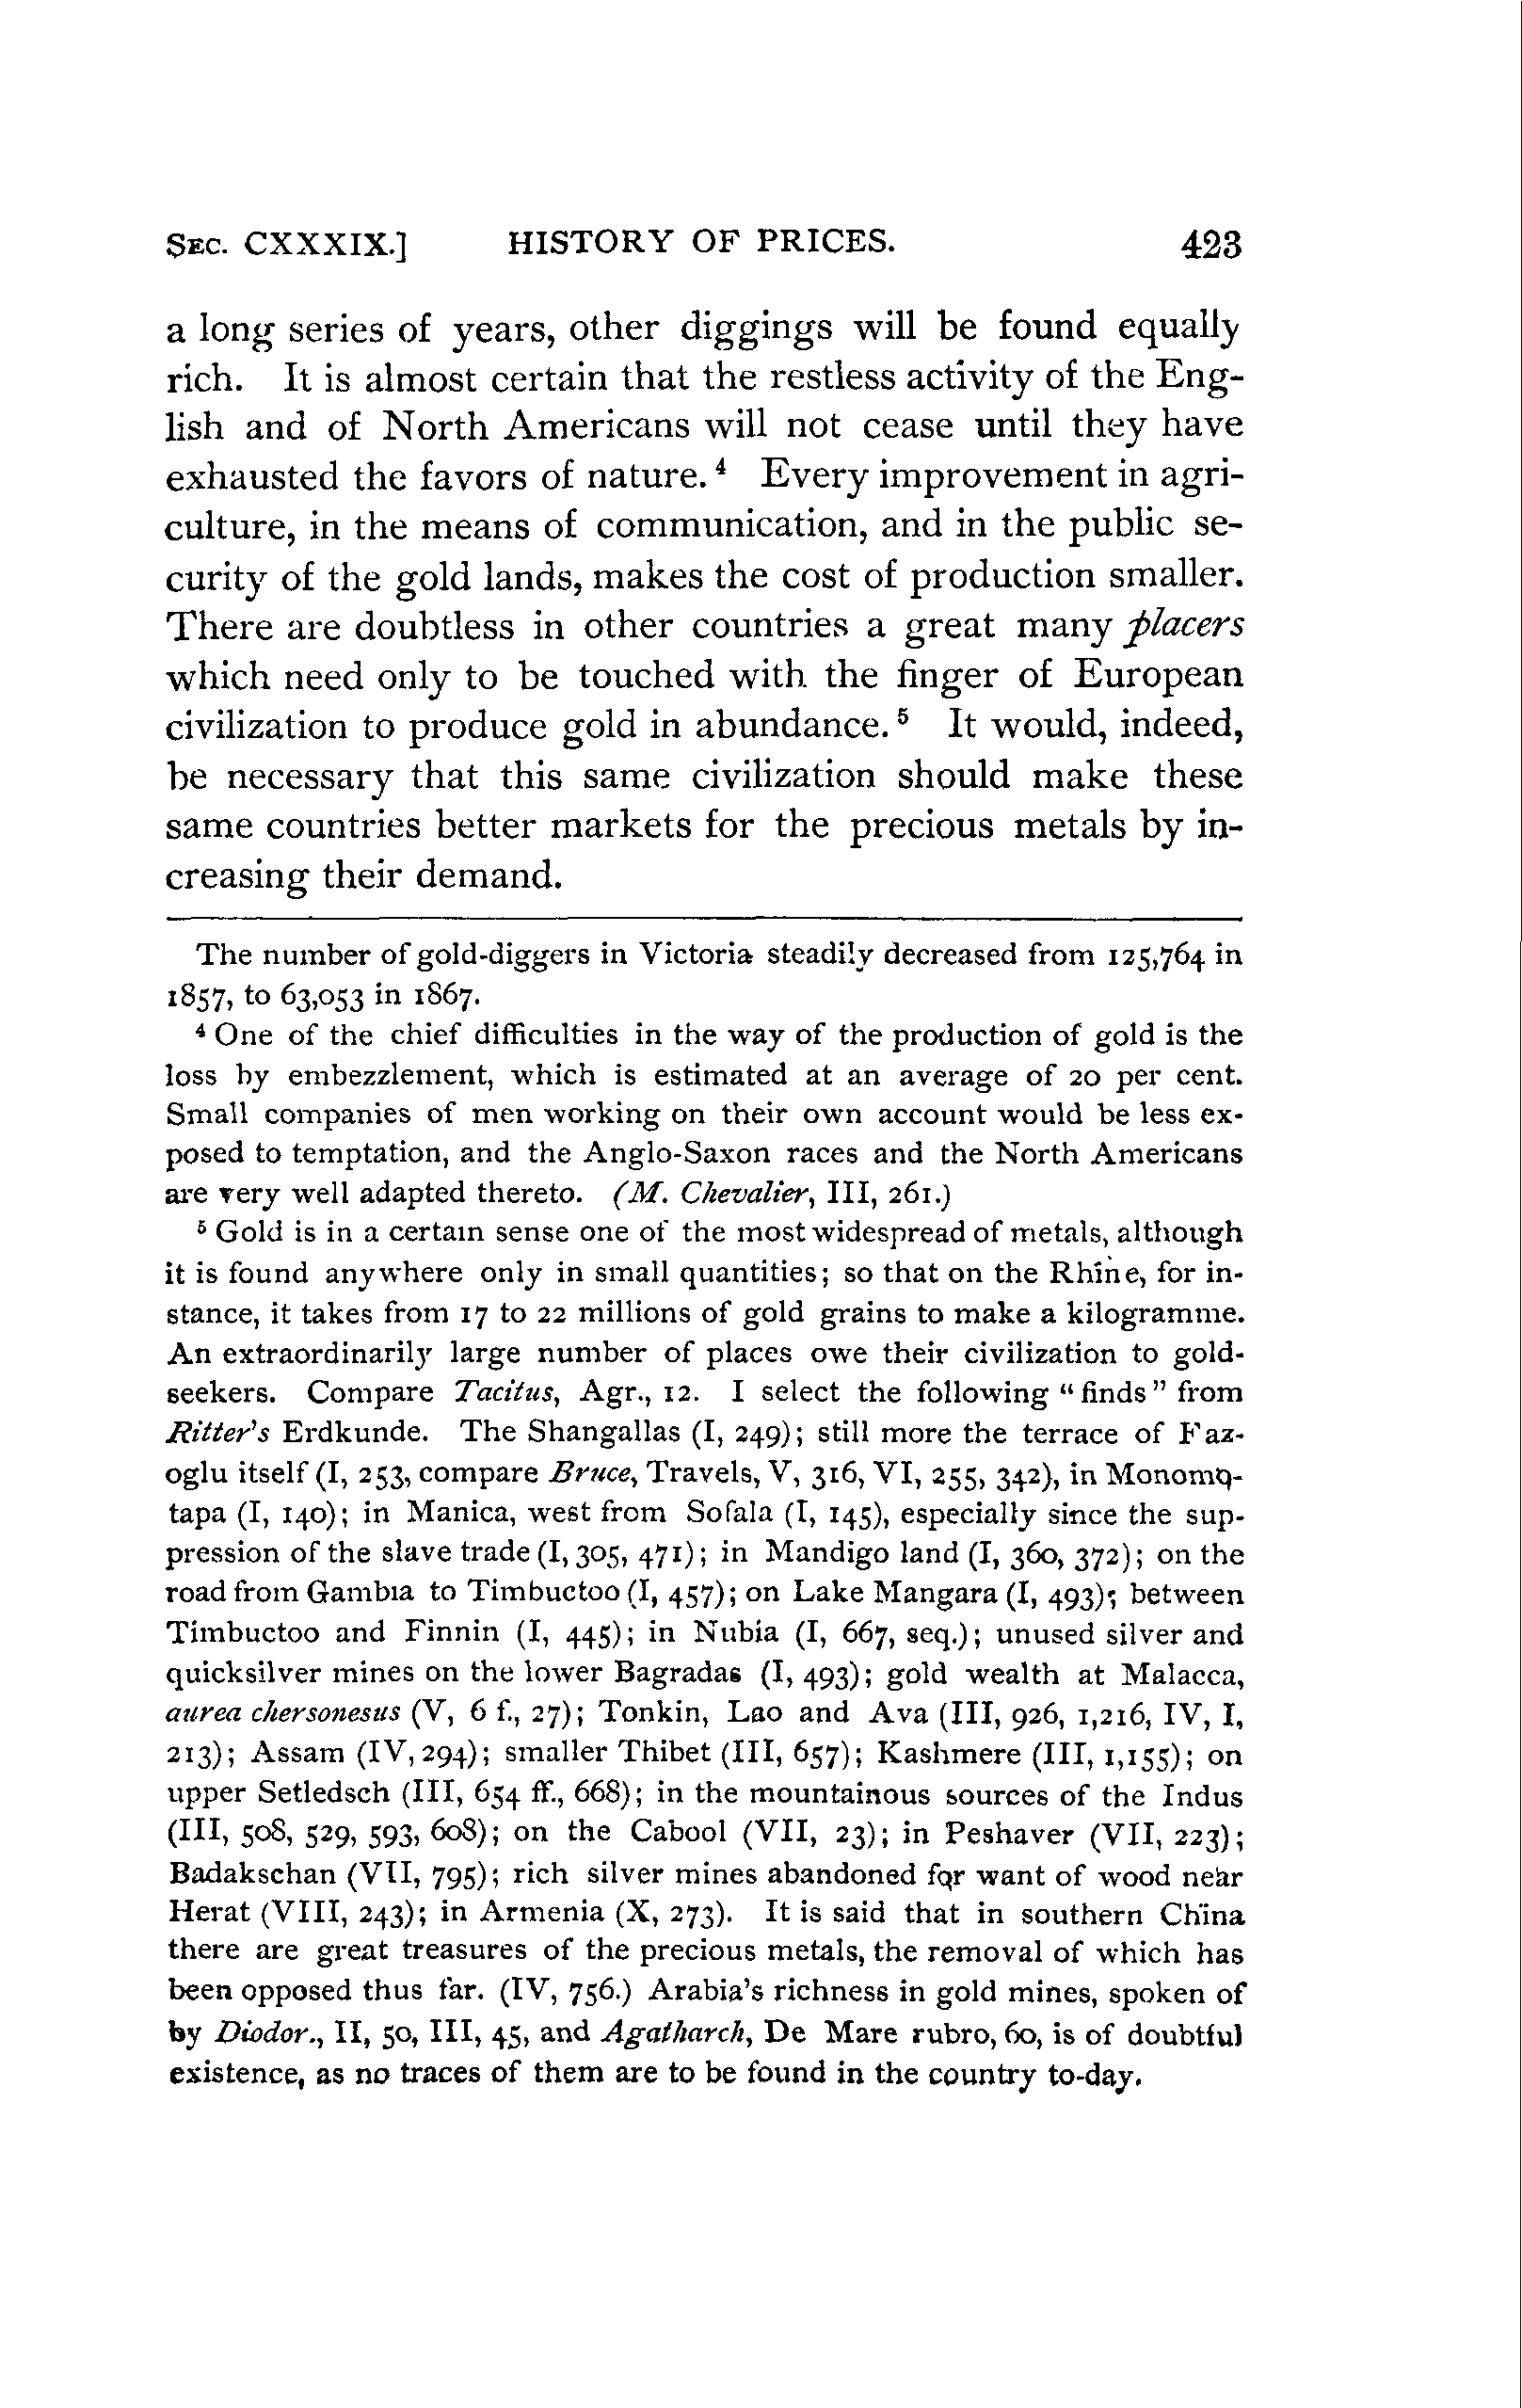 SEC. CXXXIX.] HISTORY OF PRICES. 423
a long series of years, other diggings will be found equally
rich. It is almost certain that the restless activity of the Eng-
lish and of North Americans will not cease until they have
exhausted the favors of nature.⁴ Every improvement in agri-
culture, in the means of communication, and in the public se-
curity of the gold lands, makes the cost of production smaller.
There are doubtless in other countries a great many placers
which need only to be touched with the finger of European
civilization to produce gold in abundance.⁵ It would, indeed,
be necessary that this same civilization should make these
same countries better markets for the precious metals by in-
creasing their demand.
The number of gold-diggers in Victoria steadily decreased from 125,764 in
1857, to 63,053 in 1867.
⁴ One of the chief difficulties in the way of the production of gold is the
loss by embezzlement, which is estimated at an average of 20 per cent.
Small companies of men working on their own account would be less ex-
posed to temptation, and the Anglo-Saxon races and the North Americans
are very well adapted thereto. (M. Chevalier, III, 261.)
⁵ Gold is in a certain sense one of the most widespread of metals, although
it is found anywhere only in small quantities; so that on the Rhine, for in-
stance, it takes from 17 to 22 millions of gold grains to make a kilogramme.
An extraordinarily large number of places owe their civilization to gold-
seekers. Compare Tacitus, Agr., 12. I select the following "finds" from
Ritter's Erdkunde. The Shangallas (I, 249); still more the terrace of Faz-
oglu itself (I, 253, compare Bruce, Travels, V, 316, VI, 255, 342), in Monomo-
tapa (I, 140); in Manica, west from Sofala (I, 145), especially since the sup-
pression of the slave trade (I, 305, 471); in Mandigo land (I, 360, 372); on the
road from Gambia to Timbuctoo (I, 457); on Lake Mangara (I, 493); between
Timbuctoo and Finnin (I, 445); in Nubia (I, 667, seq.); unused silver and
quicksilver mines on the lower Bagradas (I, 493); gold wealth at Malacca,
aurea chersonesus (V, 6 f., 27); Tonkin, Lao and Ava (III, 926, 1,216, IV, I,
213); Assam (IV, 294); smaller Thibet (III, 657); Kashmere (III, 1,155); on
upper Setledsch (III, 654 ff., 668); in the mountainous sources of the Indus
(III, 508, 529, 593, 608); on the Cabool (VII, 23); in Peshaver (VII, 223);
Badakschan (VII, 795); rich silver mines abandoned for want of wood near
Herat (VIII, 243); in Armenia (X, 273). It is said that in southern China
there are great treasures of the precious metals, the removal of which has
been opposed thus far. (IV, 756.) Arabia's richness in gold mines, spoken of
by Diodor., II, 50, III, 45, and Agatharch, De Mare rubro, 60, is of doubtful
existence, as no traces of them are to be found in the country to-day.